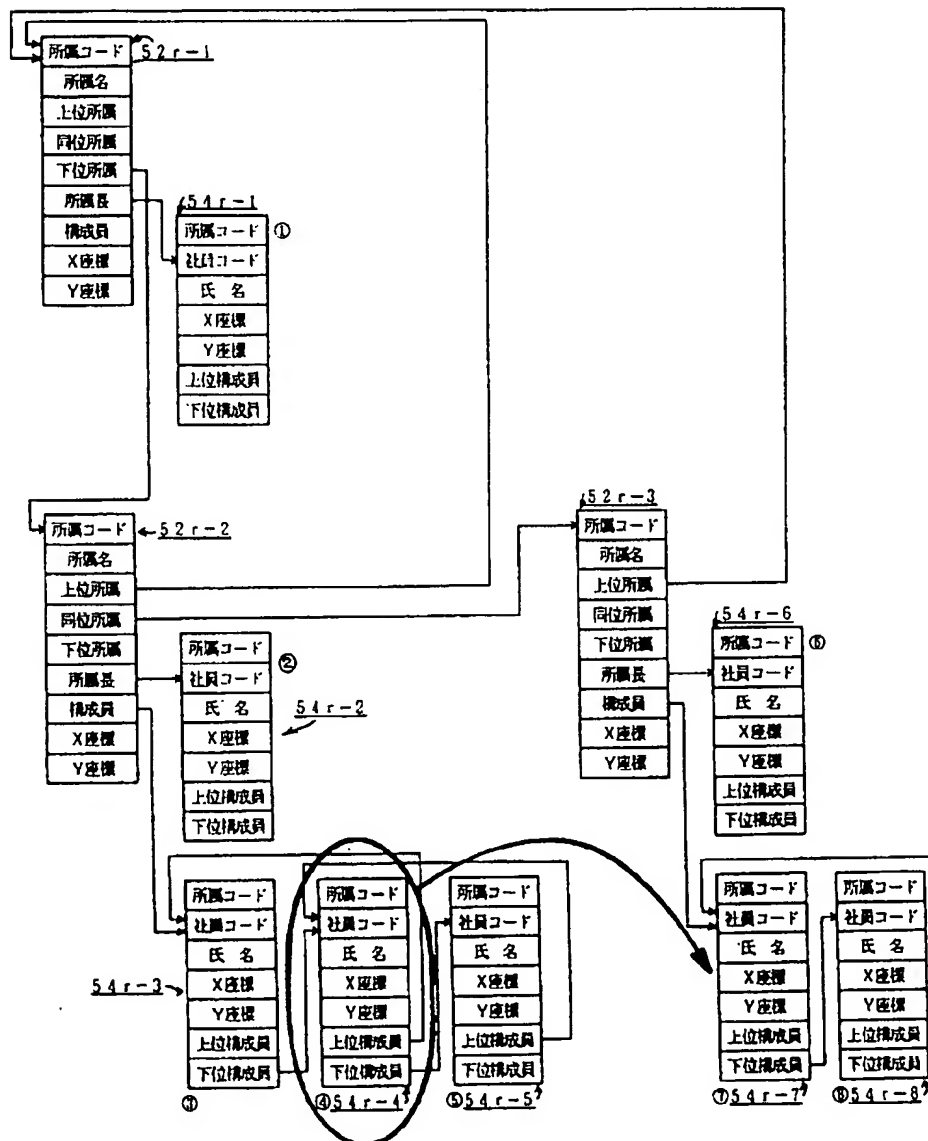 所属コード 52r-1
所属名
上位所属
同位所属
下位所属
所属長
構成員
X座標
Y座標
54r-1
所属コード ①
社員コード
氏 名
X座標
Y座標
上位構成員
下位構成員
所属コード 52r-2
所属名
上位所属
同位所属
下位所属
所属長
構成員
X座標
Y座標
所属コード
社員コード ②
氏 名
X座標 54r-2
Y座標
上位構成員
下位構成員
52r-3
所属コード
所属名
上位所属
同位所属
下位所属
所属長
構成員
X座標
Y座標
54r-6
所属コード ⑥
社員コード
氏 名
X座標
Y座標
上位構成員
下位構成員
所属コード
社員コード
氏 名
54r-3 X座標
Y座標
上位構成員
下位構成員
③
所属コード
社員コード
氏 名
X座標
Y座標
上位構成員
下位構成員
④54r-4
所属コード
社員コード
氏 名
X座標
Y座標
上位構成員
下位構成員
⑤54r-5
所属コード
社員コード
氏 名
X座標
Y座標
上位構成員
下位構成員
⑦54r-7
所属コード
社員コード
氏 名
X座標
Y座標
上位構成員
下位構成員
⑧54r-8